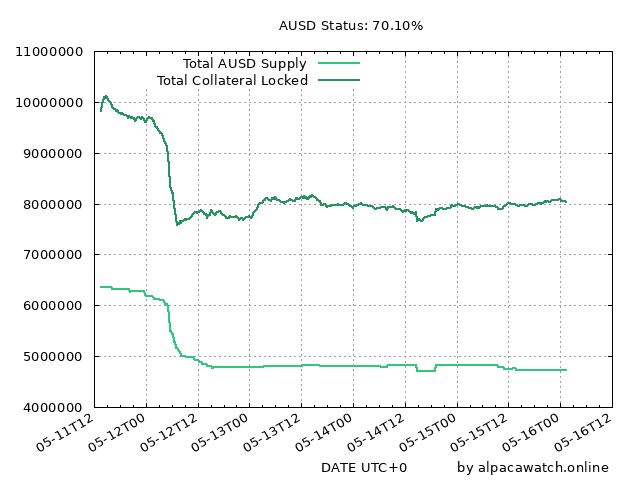 AUSD Status: 70.10%
11000000
10000000
9000000
8000000
7000000
6000000
5000000
4000000
Total AUSD Supply
Total Collateral Locked
05-11T12
05-12T00
05-12T12
05-13T00
05-13T12
05-14T00
05-14T12
05-15T00
05-15T12
05-16T00
05-16T12
DATE UTC+0
by alpacawatch.online